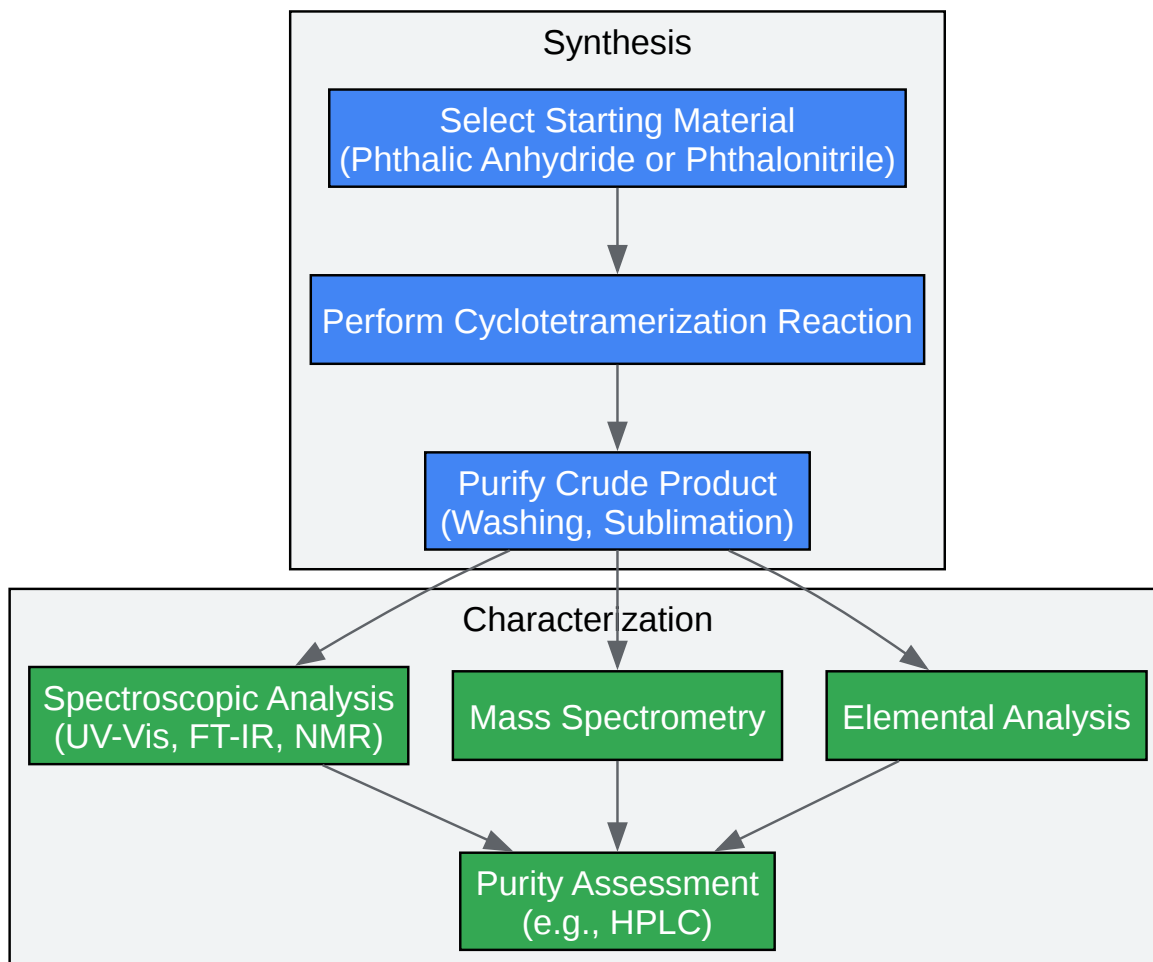 Synthesis
Select Starting Material
(Phthalic Anhydride or Phthalonitrile)
Perform Cyclotetramerization Reaction
Purify Crude Product
(Washing, Sublimation)
Characterization
Spectroscopic Analysis
(UV-Vis, FT-IR, NMR)
Mass Spectrometry
Elemental Analysis
Purity Assessment
(e.g., HPLC)